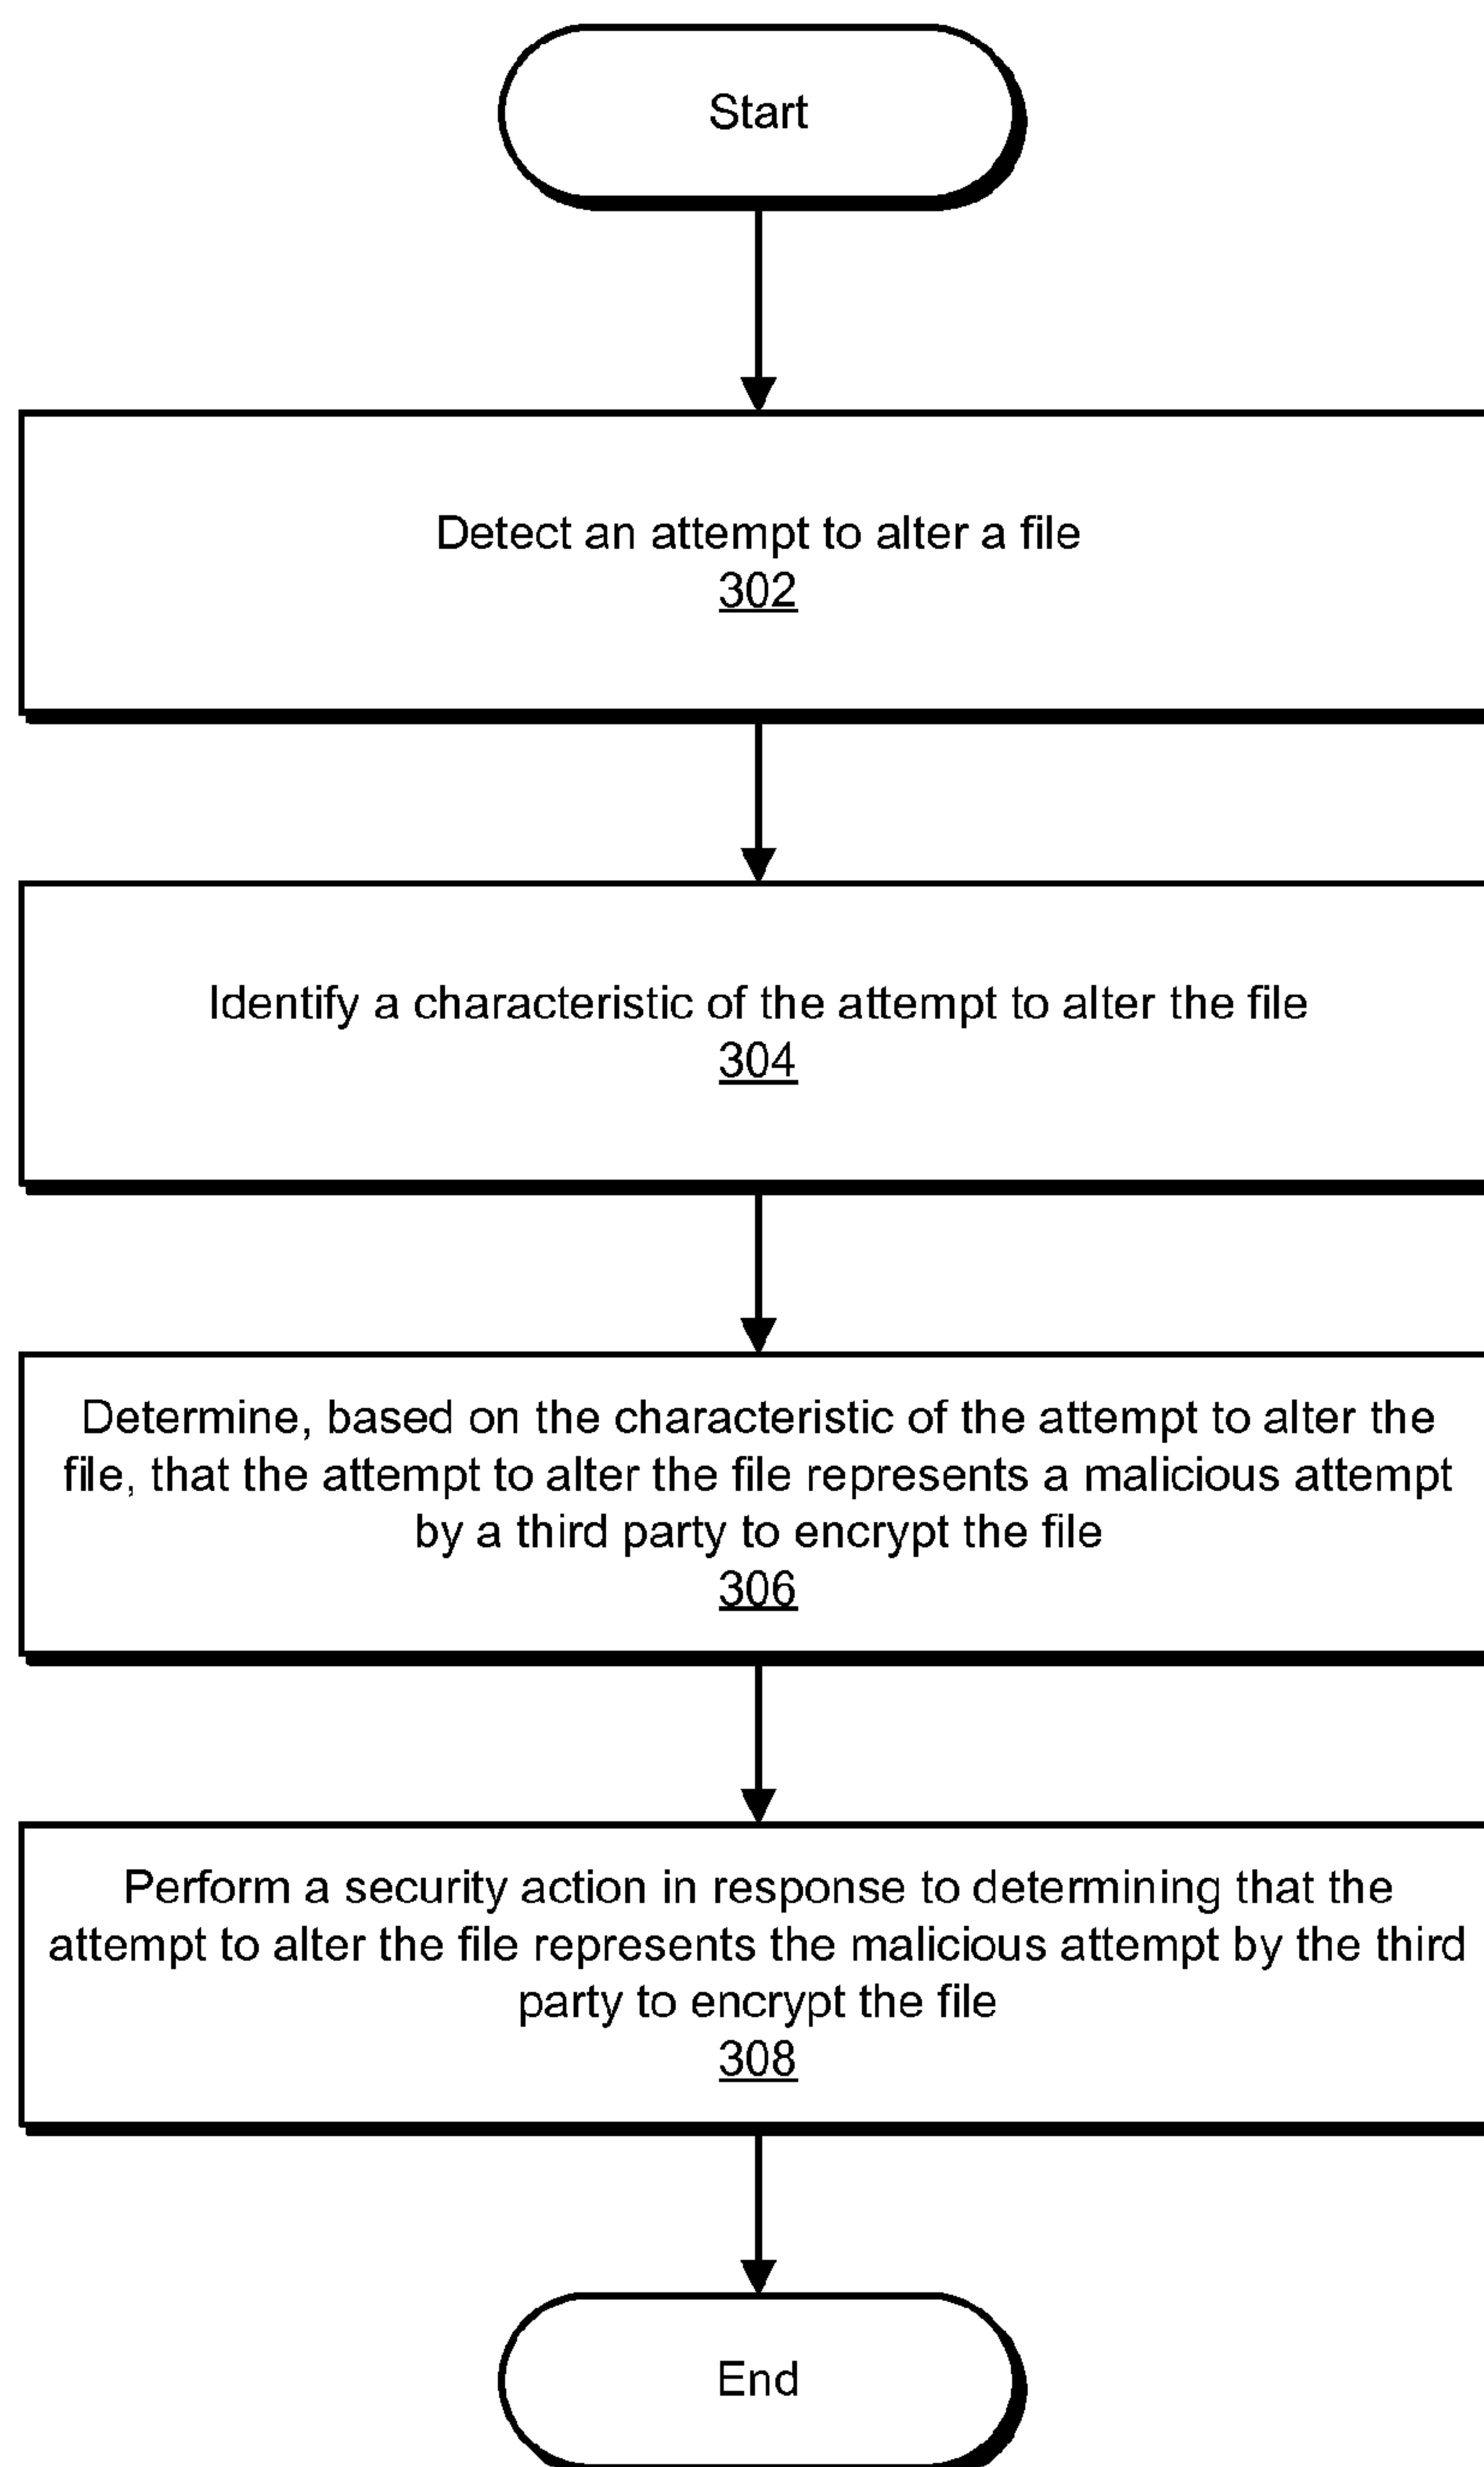 Start
Detect an attempt to alter a file
302
Identify a characteristic of the attempt to alter the file
304
Determine, based on the characteristic of the attempt to alter the
file, that the attempt to alter the file represents a malicious attempt
by a third party to encrypt the file
306
Perform a security action in response to determining that the
attempt to alter the file represents the malicious attempt by the third
party to encrypt the file
308
End